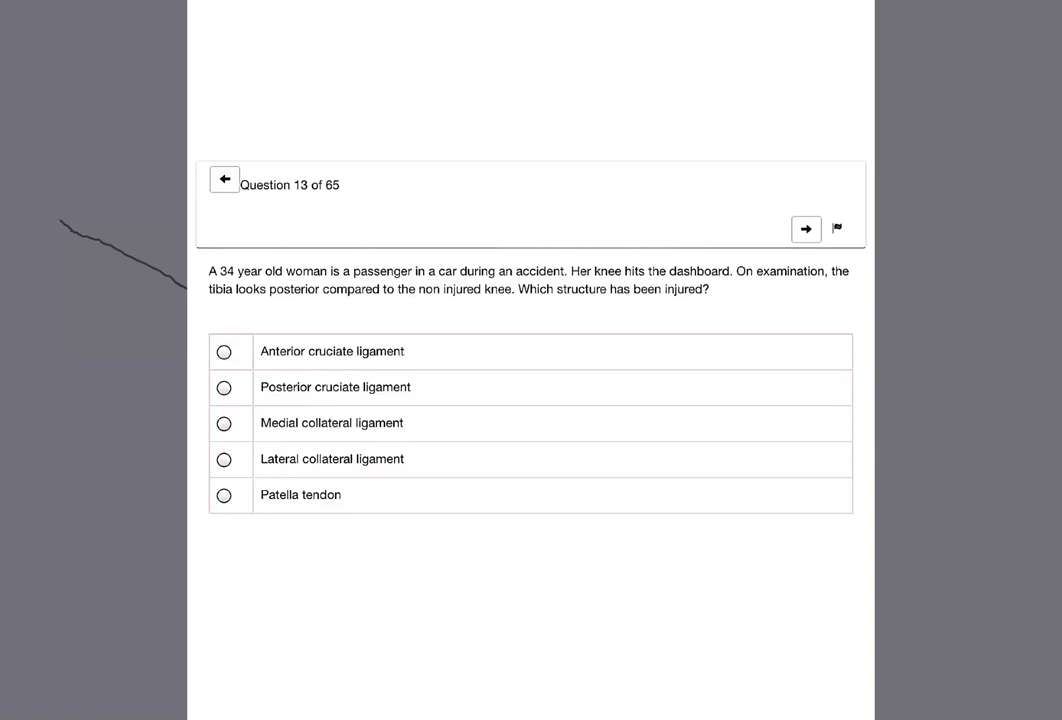 Question 13 of 65
A 34 year old woman is a passenger in a car during an accident. Her knee hits the dashboard. On examination, the
tibia looks posterior compared to the non injured knee. Which structure has been injured?
Anterior cruciate ligament
Posterior cruciate ligament
Medial collateral ligament
Lateral collateral ligament
Patella tendon